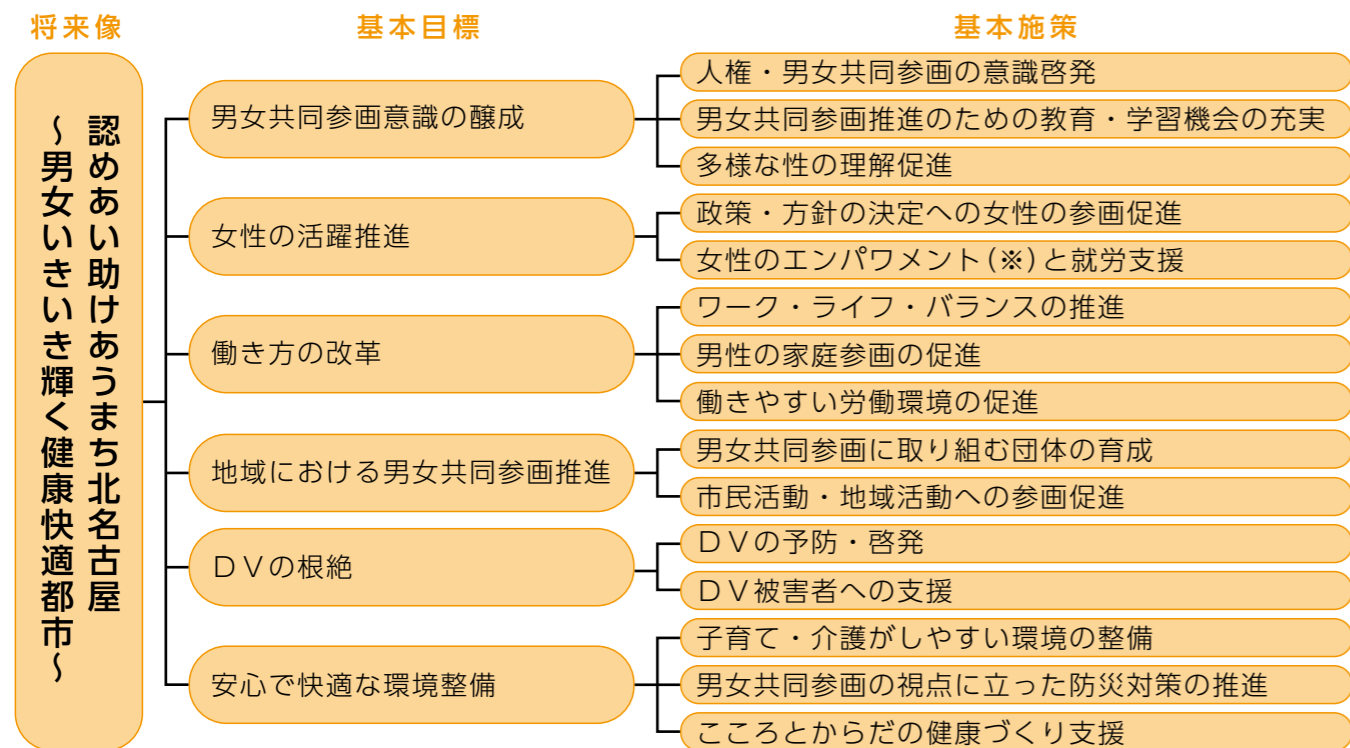 将来像
基本目標
基本施策
認めあい助けあうまち北名古屋
～男女いきいき輝く健康快適都市～
男女共同参画意識の醸成
人権・男女共同参画の意識啓発
男女共同参画推進のための教育・学習機会の充実
多様な性の理解促進
女性の活躍推進
政策・方針の決定への女性の参画促進
女性のエンパワメント(※)と就労支援
働き方の改革
ワーク・ライフ・バランスの推進
男性の家庭参画の促進
働きやすい労働環境の促進
地域における男女共同参画推進
男女共同参画に取り組む団体の育成
市民活動・地域活動への参画促進
ＤＶの根絶
ＤＶの予防・啓発
ＤＶ被害者への支援
安心で快適な環境整備
子育て・介護がしやすい環境の整備
男女共同参画の視点に立った防災対策の推進
こころとからだの健康づくり支援